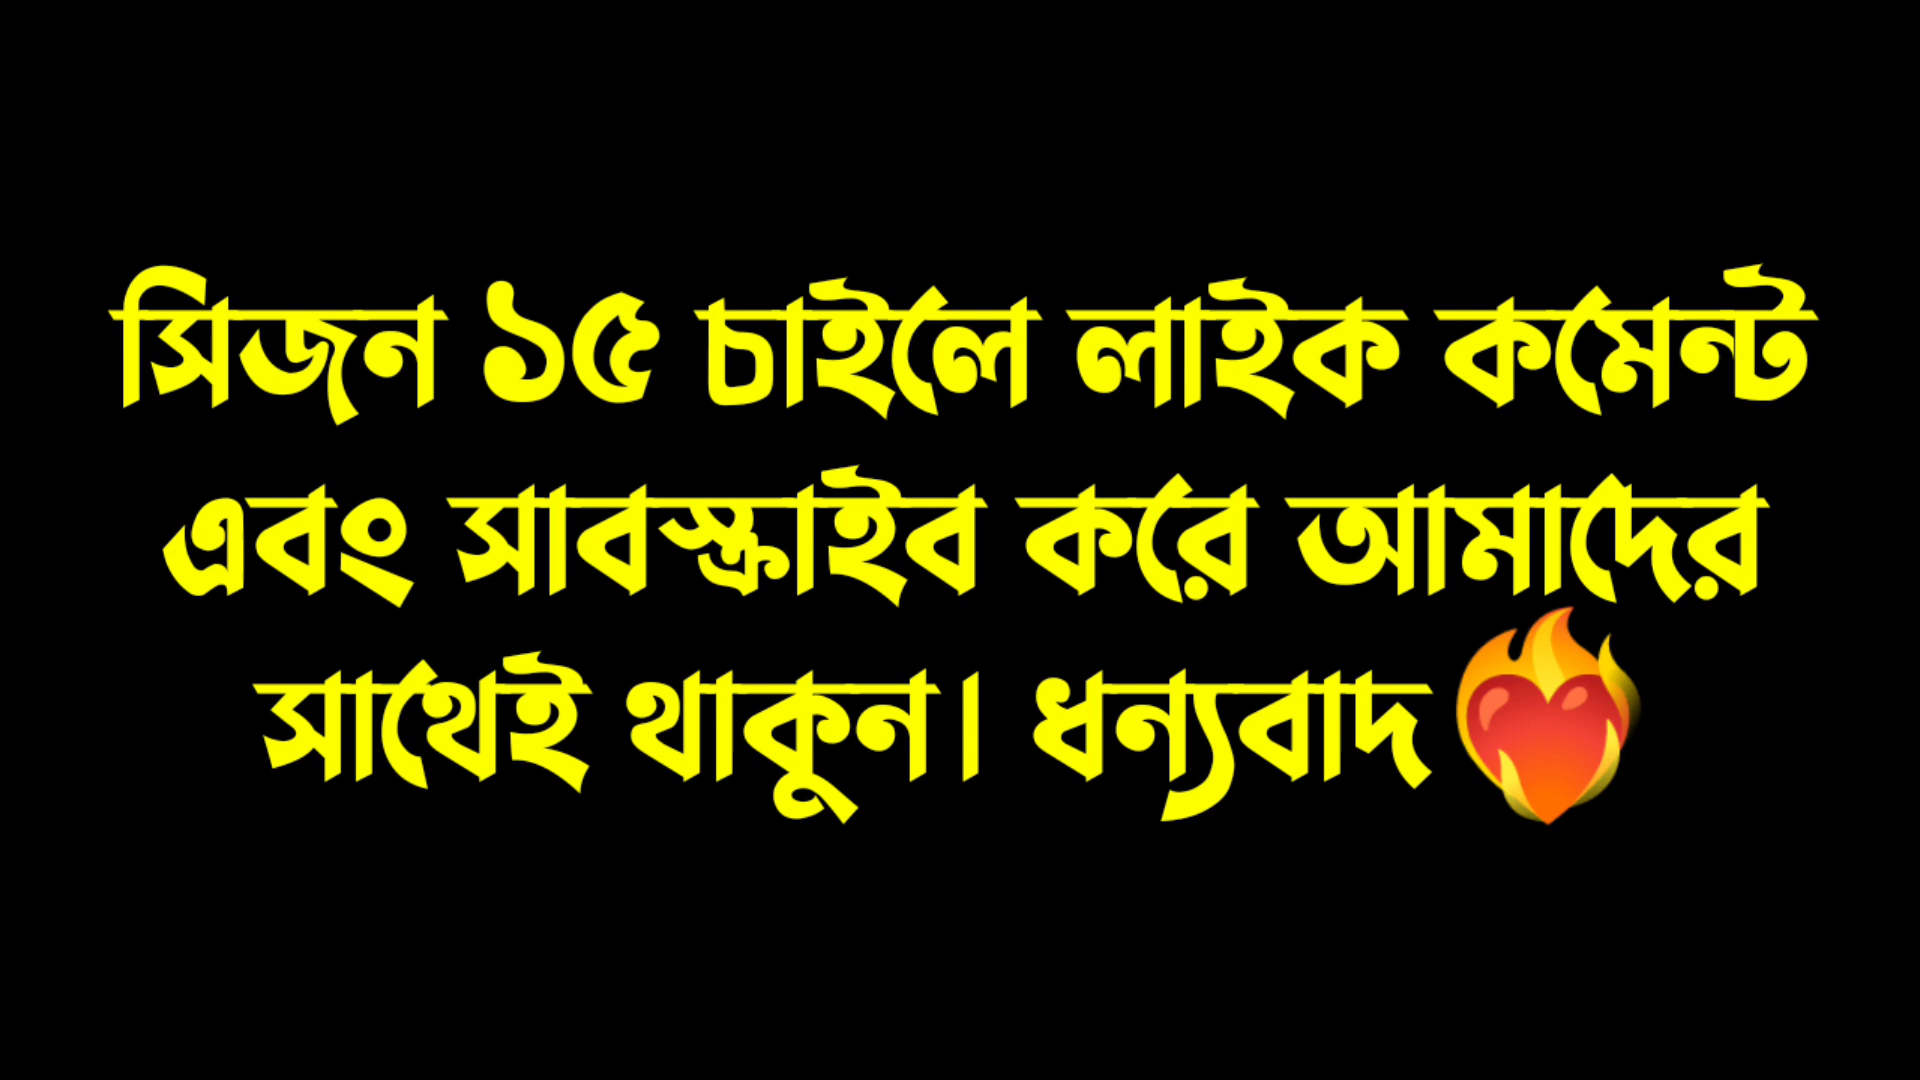 সিজন ১৫ চাইলে লাইক কমেন্ট
এবং সাবস্ক্রাইব করে আমাদের
সাথেই থাকুন। ধন্যবাদ❤️‍🔥